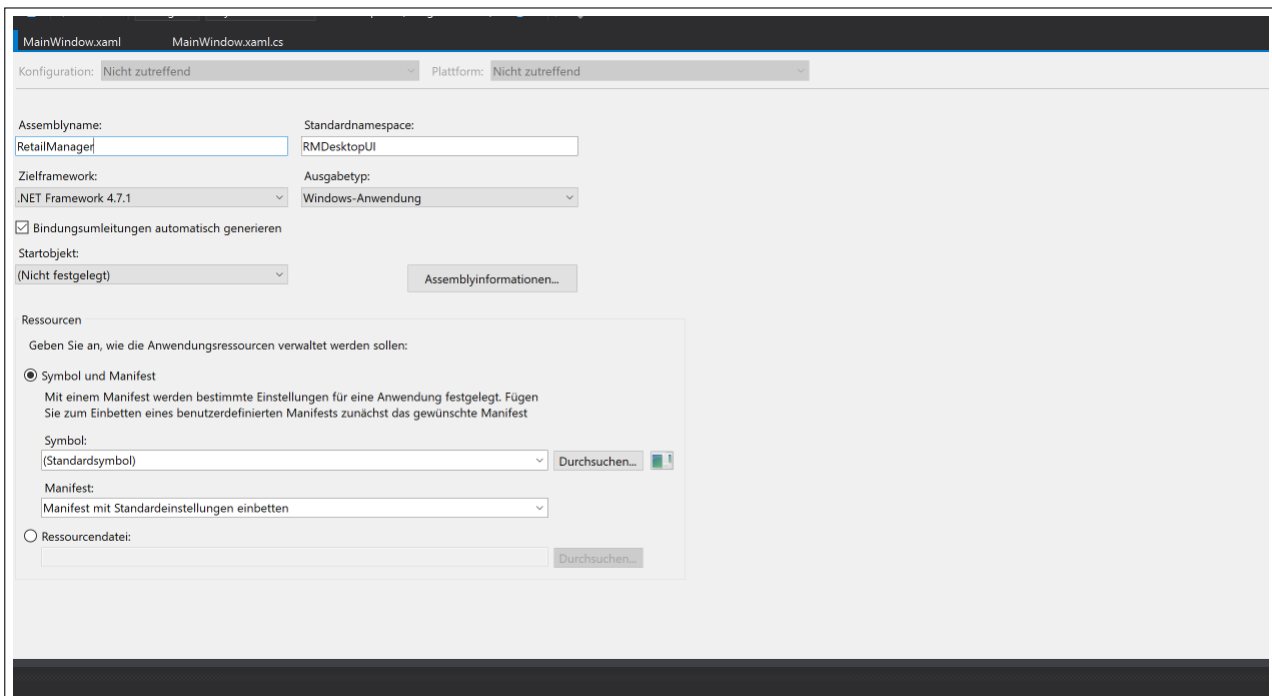 MainWindow.xaml MainWindow.xaml.cs
Konfiguration: Nicht zutreffend Plattform: Nicht zutreffend
Assemblyname: Standardnamespace:
RetailManager RMDesktopUI
Zielframework: Ausgabetyp:
.NET Framework 4.7.1 Windows-Anwendung
Bindungsumleitungen automatisch generieren
Startobjekt:
(Nicht festgelegt) Assemblyinformationen...
Ressourcen
Geben Sie an, wie die Anwendungsressourcen verwaltet werden sollen:
Symbol und Manifest
Mit einem Manifest werden bestimmte Einstellungen für eine Anwendung festgelegt. Fügen
Sie zum Einbetten eines benutzerdefinierten Manifests zunächst das gewünschte Manifest
Symbol:
(Standardsymbol) Durchsuchen...
Manifest:
Manifest mit Standardeinstellungen einbetten
Ressourcendatei:
Durchsuchen...